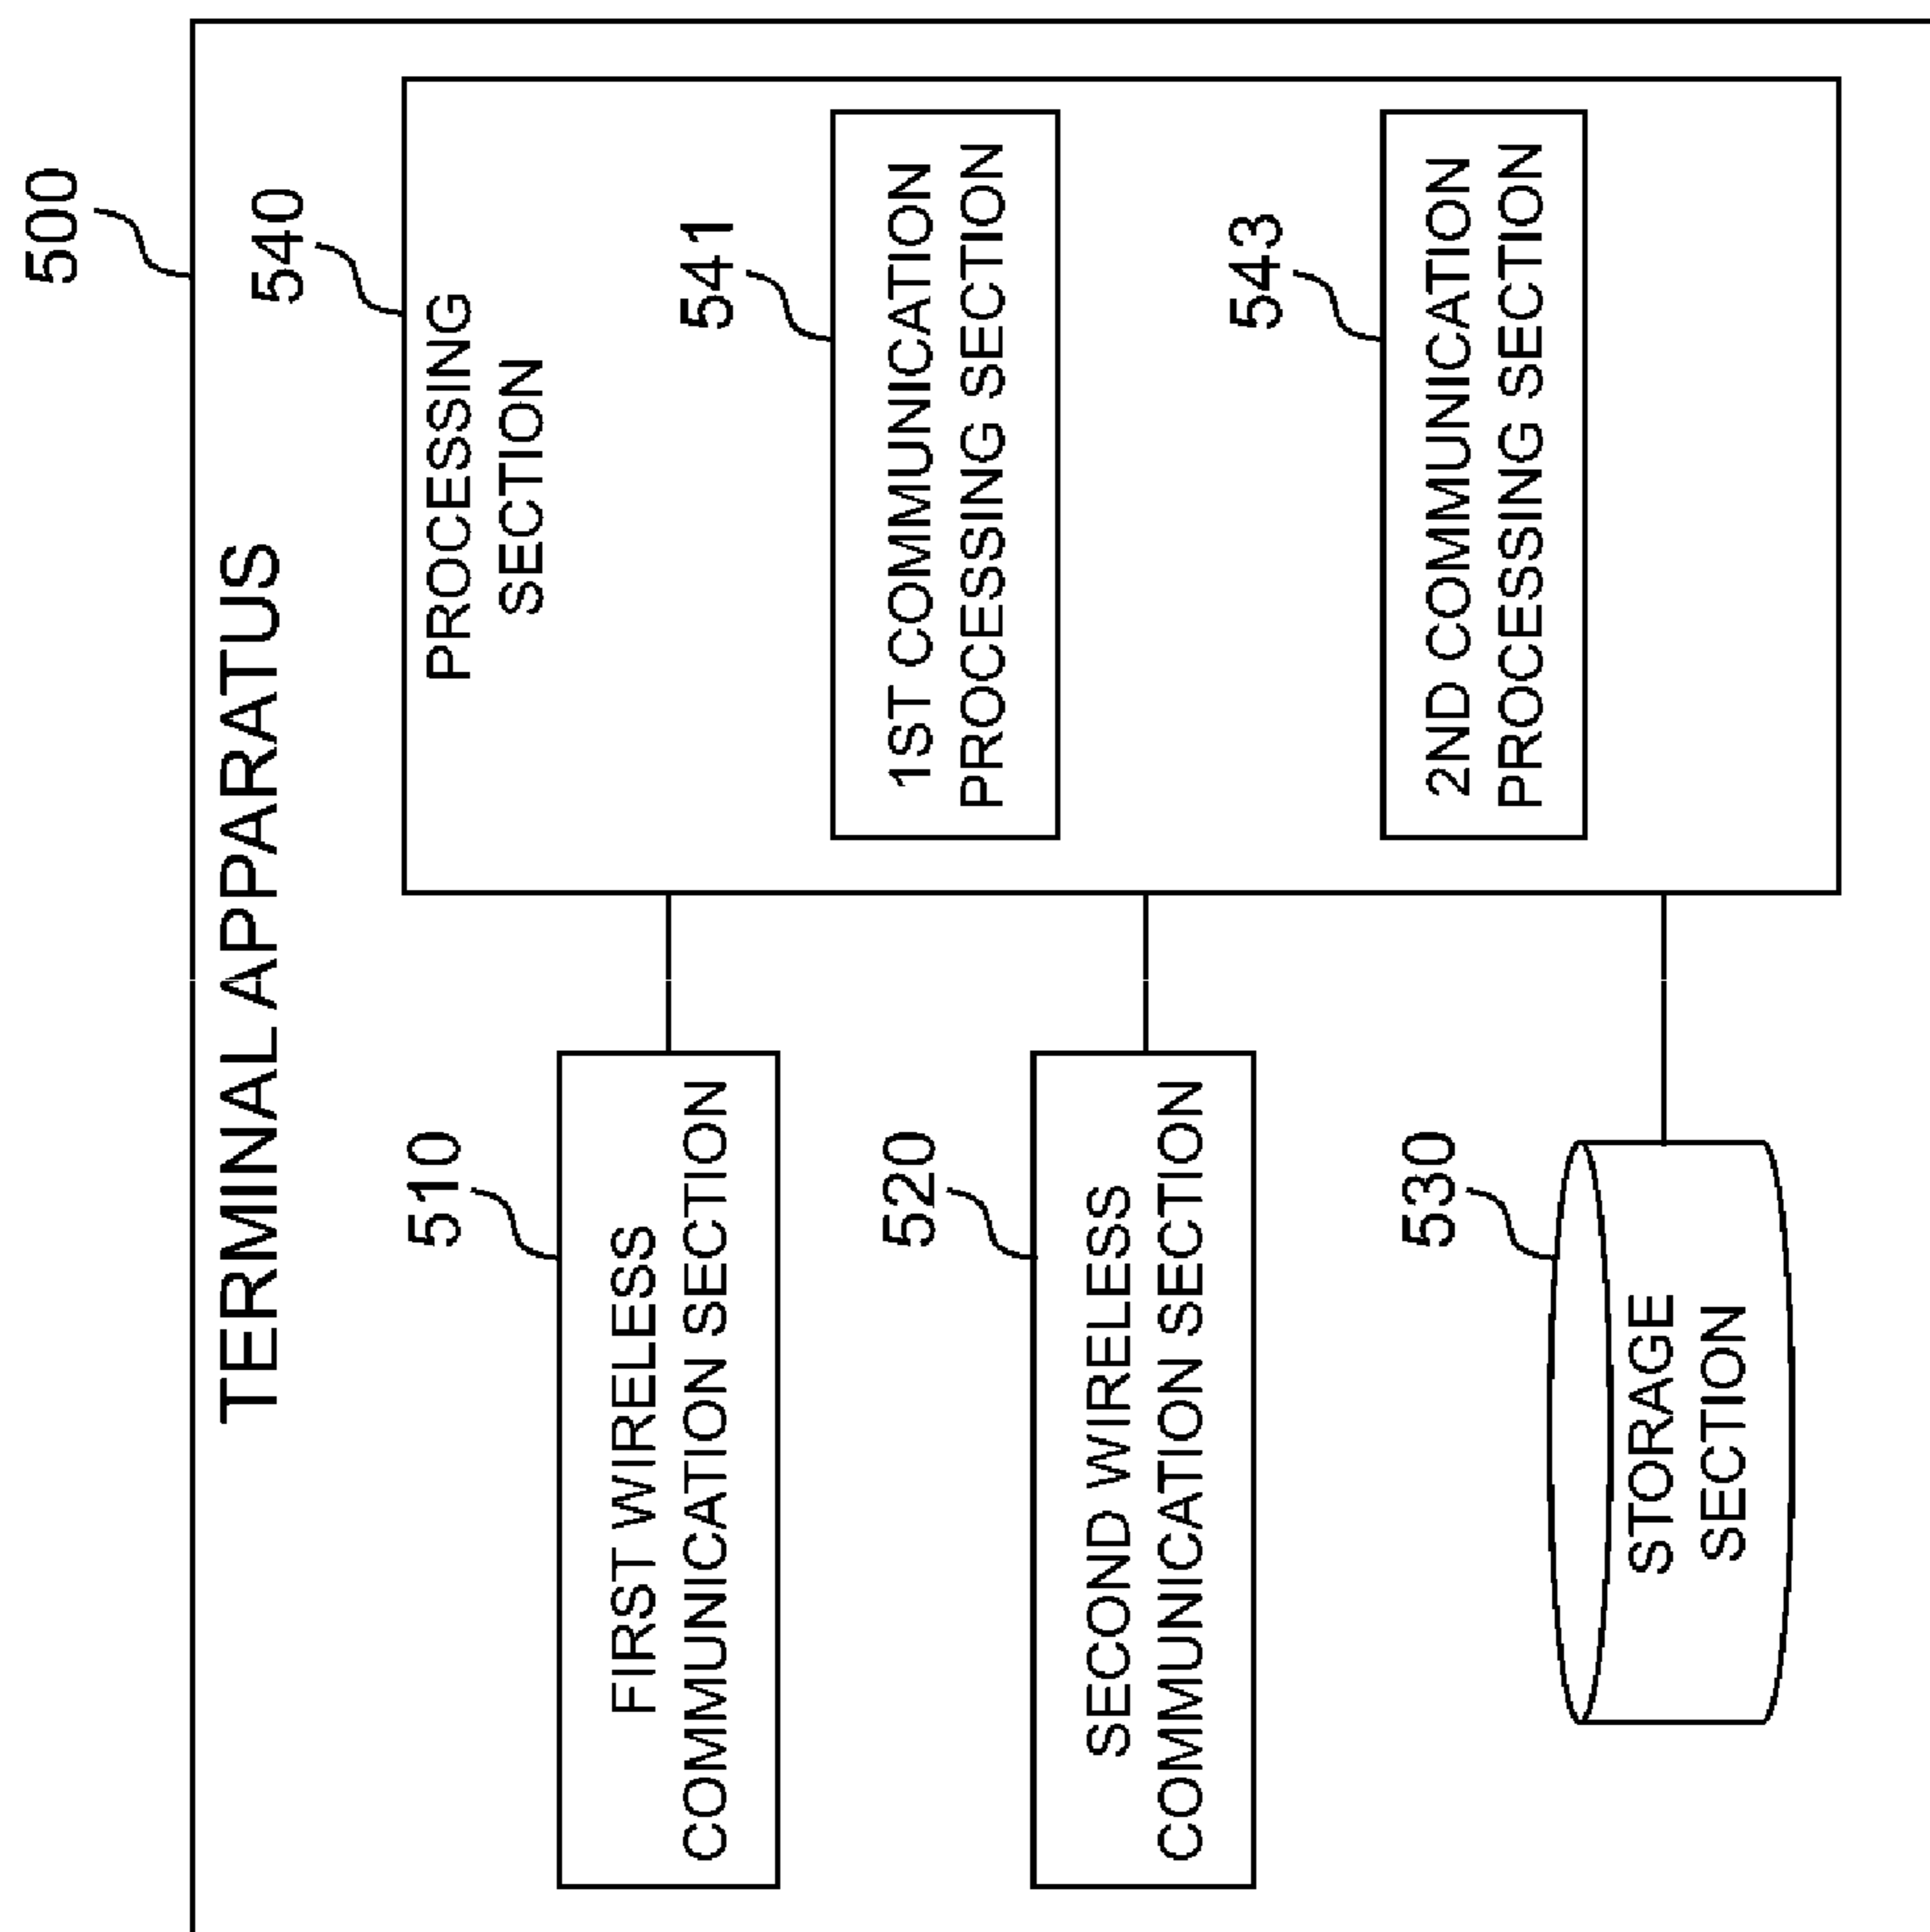 500
TERMINAL APPARATUS
510
FIRST WIRELESS
COMMUNICATION SECTION
520
SECOND WIRELESS
COMMUNICATION SECTION
530
STORAGE
SECTION
540
PROCESSING
SECTION
541
1ST COMMUNICATION
PROCESSING SECTION
543
2ND COMMUNICATION
PROCESSING SECTION